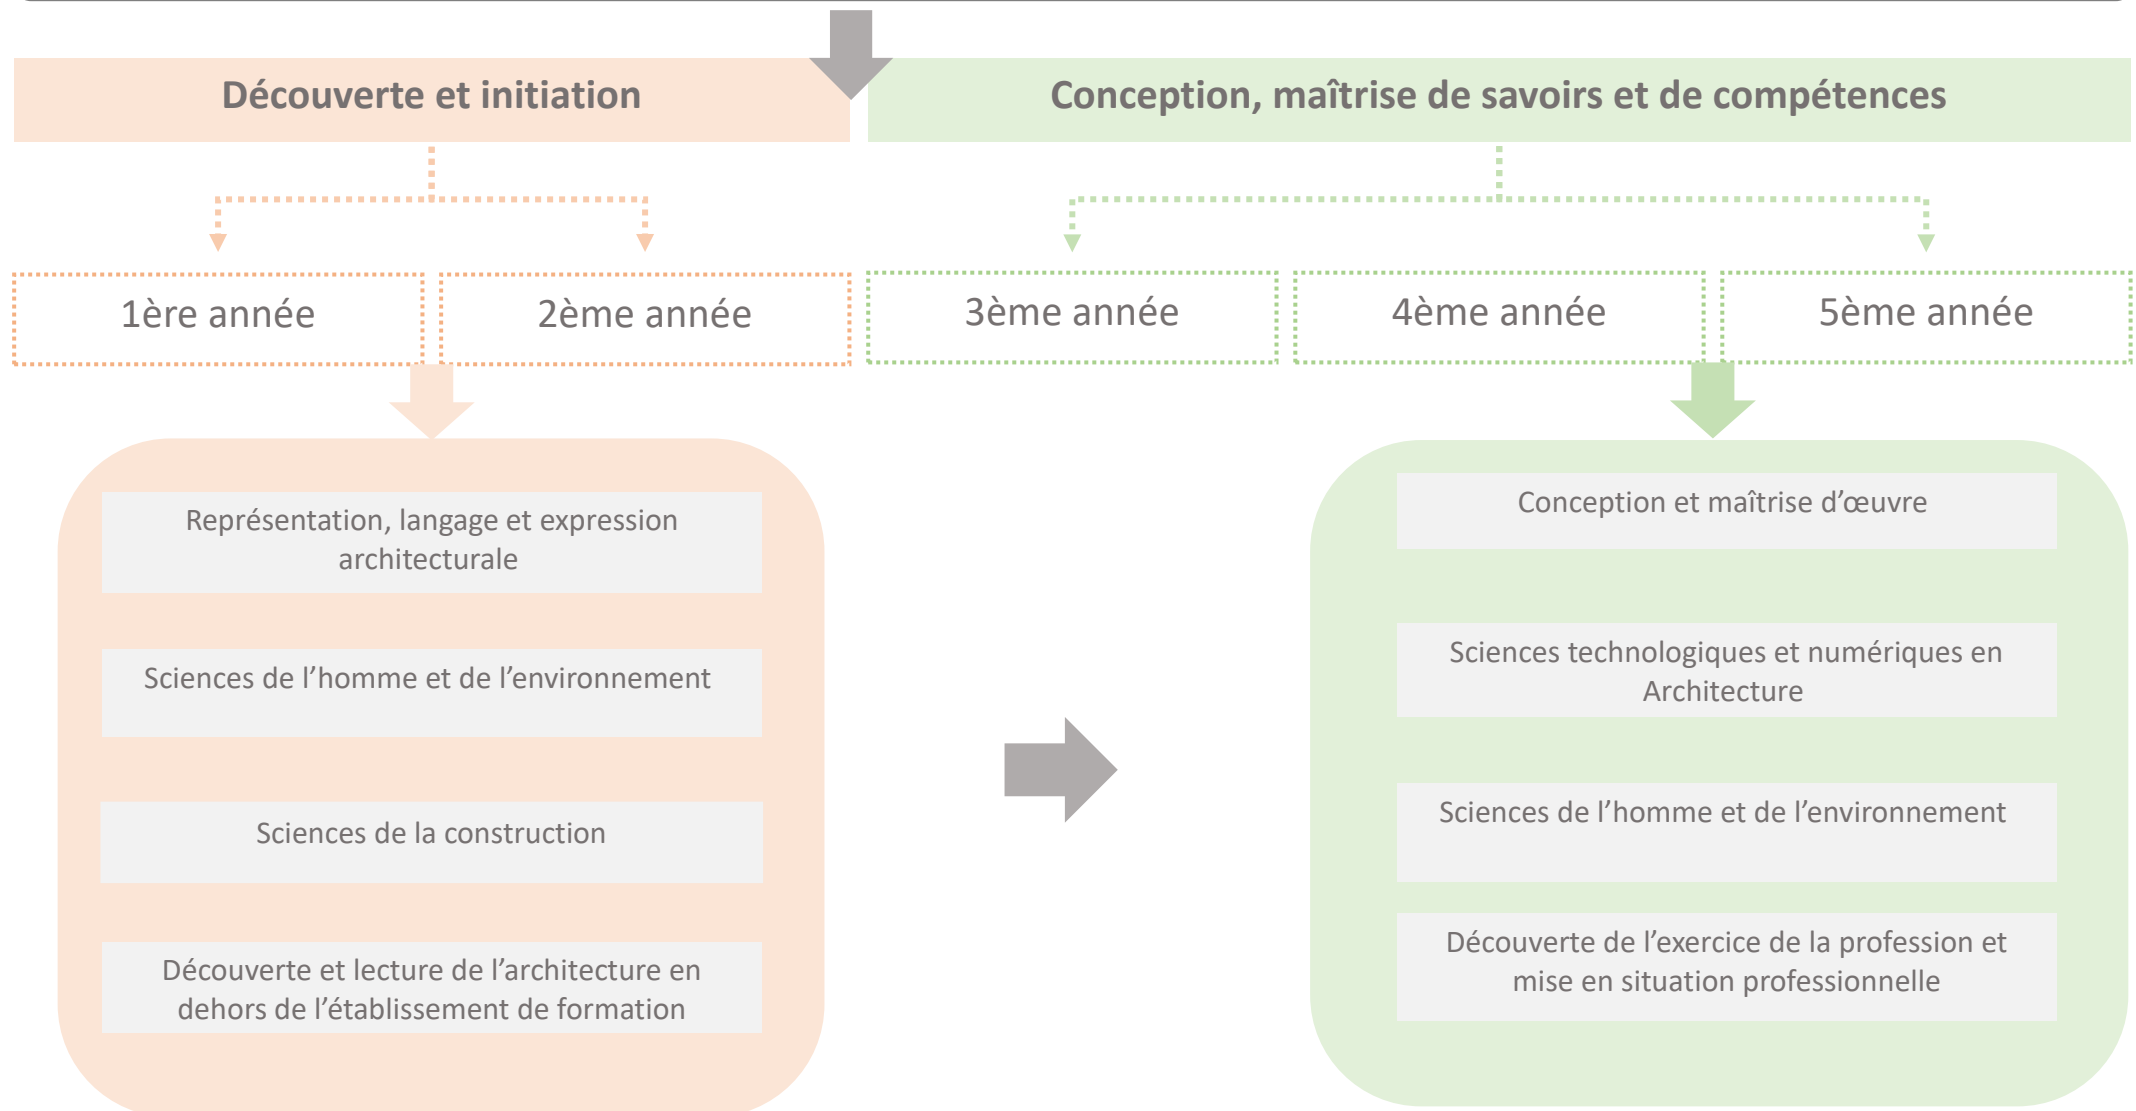 Découverte et initiation
Conception, maîtrise de savoirs et de compétences
1ère année
2ème année
3ème année
4ème année
5ème année
Représentation, langage et expression
architecturale
Sciences de l’homme et de l’environnement
Sciences de la construction
Découverte et lecture de l’architecture en
dehors de l’établissement de formation
Conception et maîtrise d’œuvre
Sciences technologiques et numériques en
Architecture
Sciences de l’homme et de l’environnement
Découverte de l’exercice de la profession et
mise en situation professionnelle